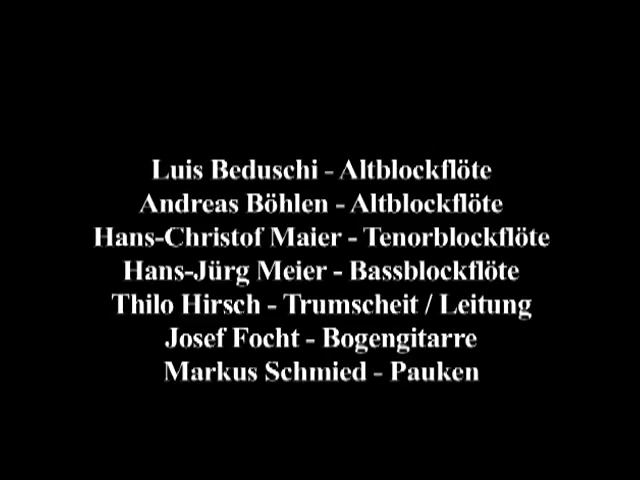 Luis Beduschi - Altblockflöte
Andreas Böhlen - Altblockflöte
Hans-Christof Maier - Tenorblockflöte
Hans-Jürg Meier - Bassblockflöte
Thilo Hirsch - Trumscheit / Leitung
Josef Focht - Bogengitarre
Markus Schmied - Pauken